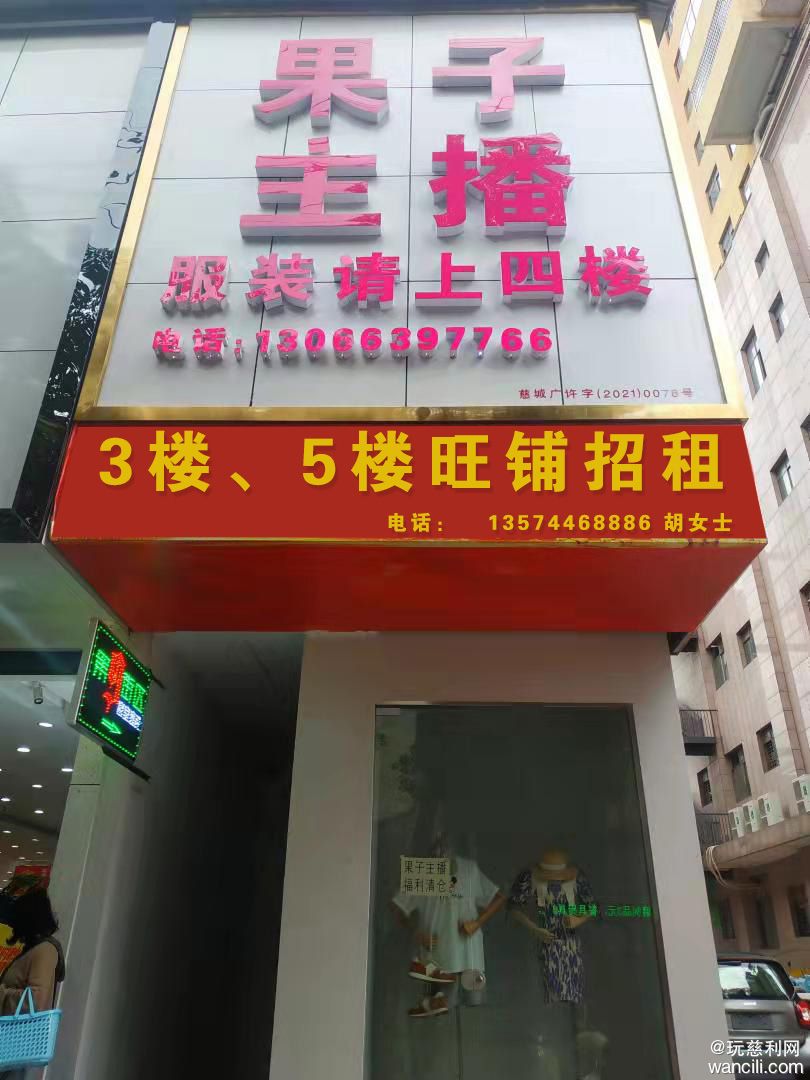 果子
主播
服装请上四楼
电话：13066397766
慈城广许字(2021)0078号
3楼、5楼旺铺招租
电话： 13574468886 胡女士
果子主播
福利清仓
@玩慈利网
wancili.com